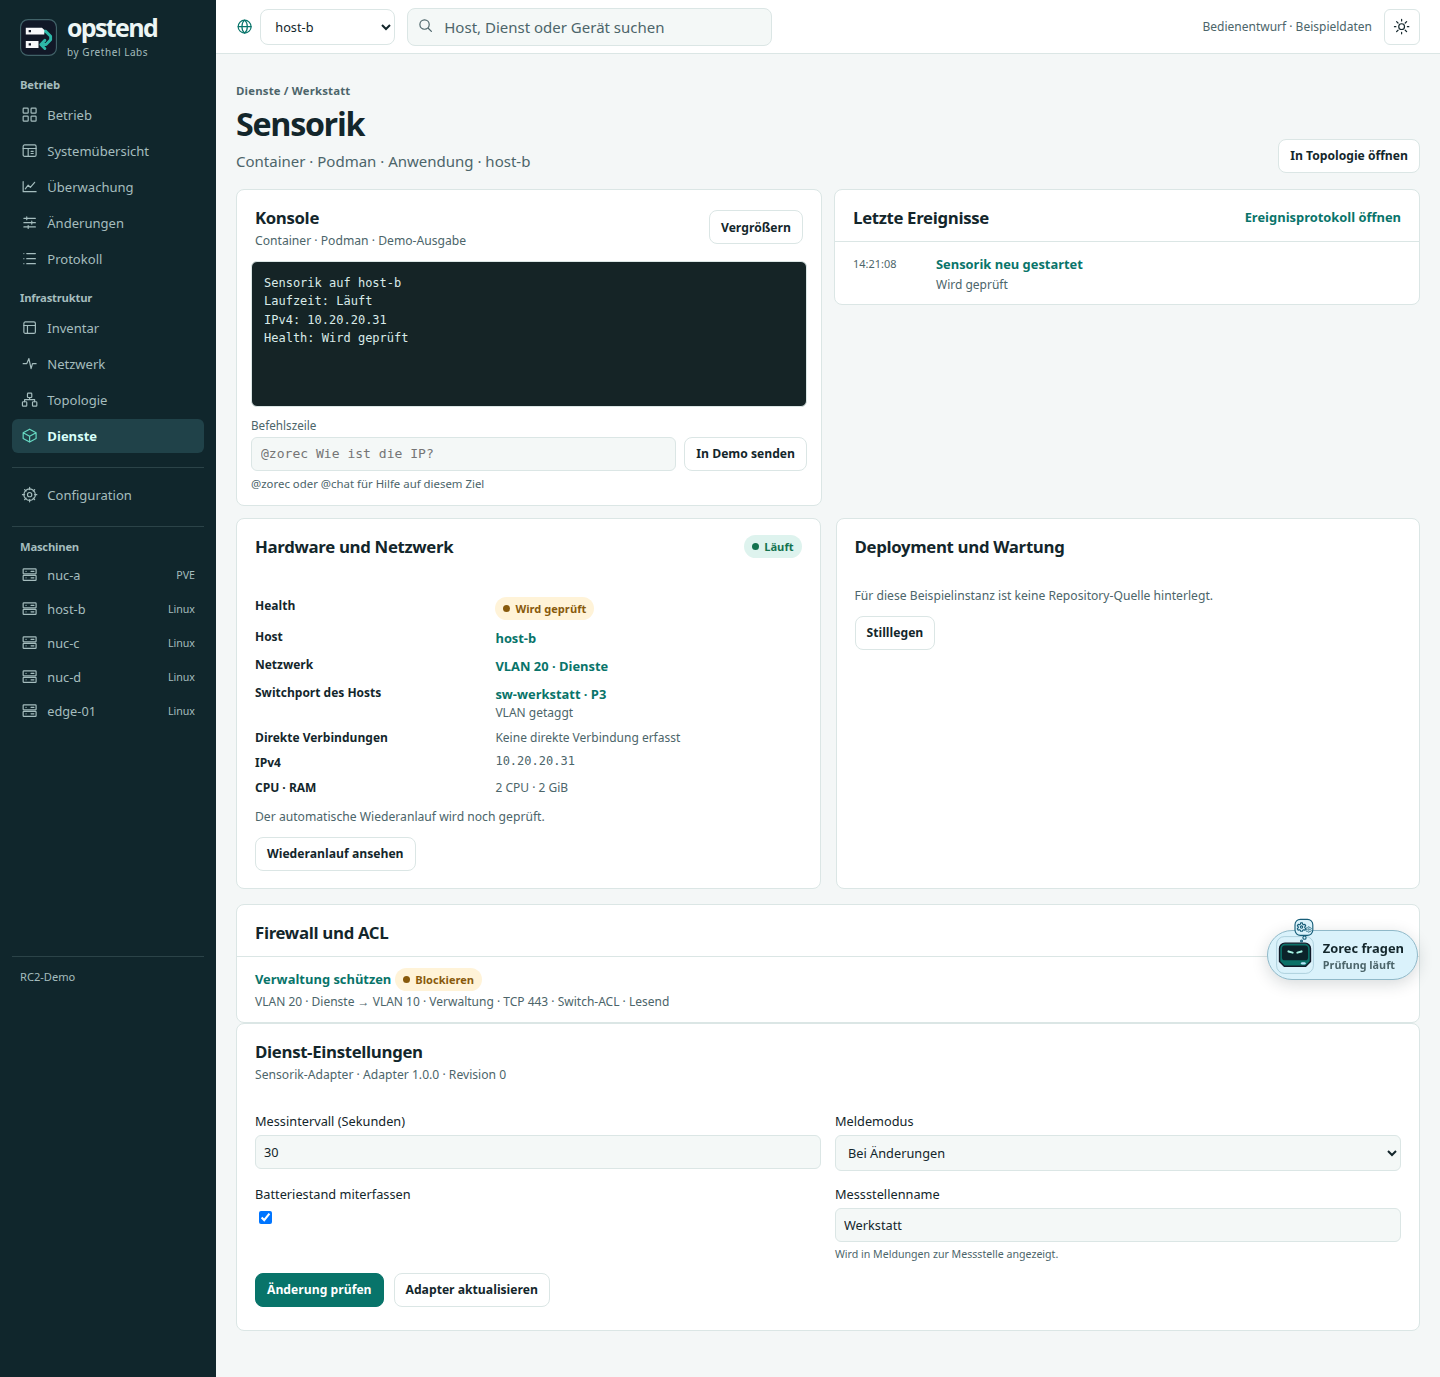 opstend
by Grethel Labs
Betrieb
Betrieb
Systemübersicht
Überwachung
Änderungen
Protokoll
Infrastruktur
Inventar
Netzwerk
Topologie
Dienste
Configuration
Maschinen
nuc-a PVE
host-b Linux
nuc-c Linux
nuc-d Linux
edge-01 Linux
RC2-Demo
host-b
Host, Dienst oder Gerät suchen
Bedienentwurf · Beispieldaten
Dienste / Werkstatt
Sensorik
Container · Podman · Anwendung · host-b
In Topologie öffnen
Konsole
Container · Podman · Demo-Ausgabe
Vergrößern
Sensorik auf host-b
Laufzeit: Läuft
IPv4: 10.20.20.31
Health: Wird geprüft
Befehlszeile
@zorec Wie ist die IP?
In Demo senden
@zorec oder @chat für Hilfe auf diesem Ziel
Letzte Ereignisse
Ereignisprotokoll öffnen
14:21:08 Sensorik neu gestartet
Wird geprüft
Hardware und Netzwerk
Läuft
Health Wird geprüft
Host host-b
Netzwerk VLAN 20 · Dienste
Switchport des Hosts sw-werkstatt · P3
VLAN getaggt
Direkte Verbindungen Keine direkte Verbindung erfasst
IPv4 10.20.20.31
CPU · RAM 2 CPU · 2 GiB
Der automatische Wiederanlauf wird noch geprüft.
Wiederanlauf ansehen
Deployment und Wartung
Für diese Beispielinstanz ist keine Repository-Quelle hinterlegt.
Stilllegen
Firewall und ACL
Verwaltung schützen Blockieren
VLAN 20 · Dienste → VLAN 10 · Verwaltung · TCP 443 · Switch-ACL · Lesend
Zorec fragen
Prüfung läuft
Dienst-Einstellungen
Sensorik-Adapter · Adapter 1.0.0 · Revision 0
Messintervall (Sekunden)
30
Meldemodus
Bei Änderungen
Batteriestand miterfassen
Messstellenname
Werkstatt
Wird in Meldungen zur Messstelle angezeigt.
Änderung prüfen
Adapter aktualisieren